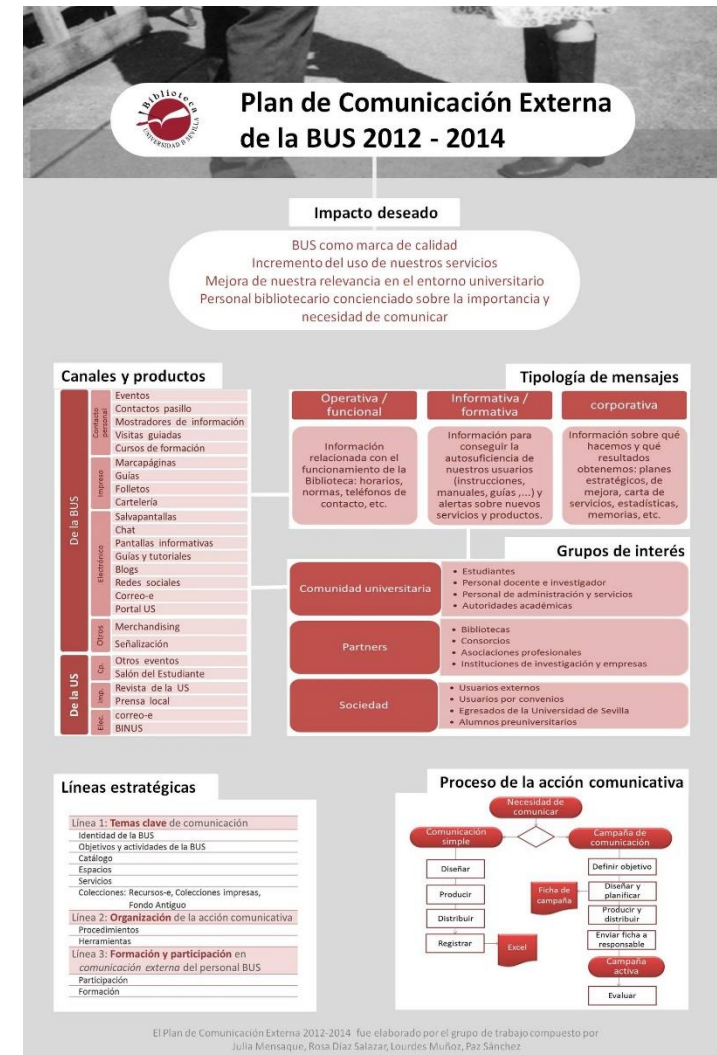 Biblioteca
UNIVERSIDAD DE SEVILLA
Plan de Comunicación Externa
de la BUS 2012 - 2014
Impacto deseado
BUS como marca de calidad
Incremento del uso de nuestros servicios
Mejora de nuestra relevancia en el entorno universitario
Personal bibliotecario concienciado sobre la importancia y
necesidad de comunicar
Canales y productos
De la BUS
Contacto
personal
Eventos
Contactos pasillo
Mostradores de información
Visitas guiadas
Cursos de formación
Impreso
Marcapáginas
Guías
Folletos
Cartelería
Electrónico
Salvapantallas
Chat
Pantallas informativas
Guías y tutoriales
Blogs
Redes sociales
Correo-e
Portal US
Otros
Merchandising
Señalización
De la US
Cp.
Otros eventos
Salón del Estudiante
Imp.
Revista de la US
Prensa local
Elec.
correo-e
BINUS
Tipología de mensajes
Operativa /
funcional
Información
relacionada con el
funcionamiento de la
Biblioteca: horarios,
normas, teléfonos de
contacto, etc.
Informativa /
formativa
Información para
conseguir la
autosuficiencia de
nuestros usuarios
(instrucciones,
manuales, guías ,...) y
alertas sobre nuevos
servicios y productos.
corporativa
Información sobre qué
hacemos y qué
resultados
obtenemos: planes
estratégicos, de
mejora, carta de
servicios, estadísticas,
memorias, etc.
Grupos de interés
Comunidad universitaria
• Estudiantes
• Personal docente e investigador
• Personal de administración y servicios
• Autoridades académicas
Partners
• Bibliotecas
• Consorcios
• Asociaciones profesionales
• Instituciones de investigación y empresas
Sociedad
• Usuarios externos
• Usuarios por convenios
• Egresados de la Universidad de Sevilla
• Alumnos preuniversitarios
Líneas estratégicas
Línea 1: Temas clave de comunicación
Identidad de la BUS
Objetivos y actividades de la BUS
Catálogo
Espacios
Servicios
Colecciones: Recursos-e, Colecciones impresas,
Fondo Antiguo
Línea 2: Organización de la acción comunicativa
Procedimientos
Herramientas
Línea 3: Formación y participación en
comunicación externa del personal BUS
Participación
Formación
Proceso de la acción comunicativa
Necesidad de
comunicar
Comunicación
simple
Diseñar
Producir
Distribuir
Registrar
Excel
Campaña de
comunicación
Definir objetivo
Ficha de
campaña
Diseñar y
planificar
Producir y
distribuir
Enviar ficha a
responsable
Campaña
activa
Evaluar
El Plan de Comunicación Externa 2012-2014 fue elaborado por el grupo de trabajo compuesto por
Julia Mensaque, Rosa Díaz Salazar, Lourdes Muñoz, Paz Sánchez